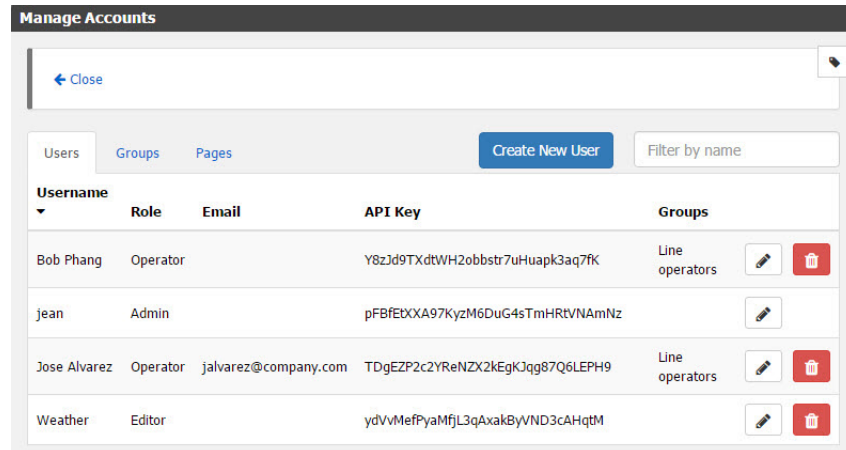 Manage Accounts
Close
Users Groups Pages Create New User Filter by name
Username Role Email API Key Groups
Bob Phang Operator Y8zJd9TXdtWH2obbstr7uHuapk3aq7fK Line operators
jean Admin pFBfEtXXA97KyzM6DuG4sTmHRtVNAmNz
Jose Alvarez Operator jalvarez@company.com TDgEZP2c2YReNZX2kEgKJqg87Q6LEPH9 Line operators
Weather Editor ydVvMefPyaMfjL3qAxakByVND3cAHqtM